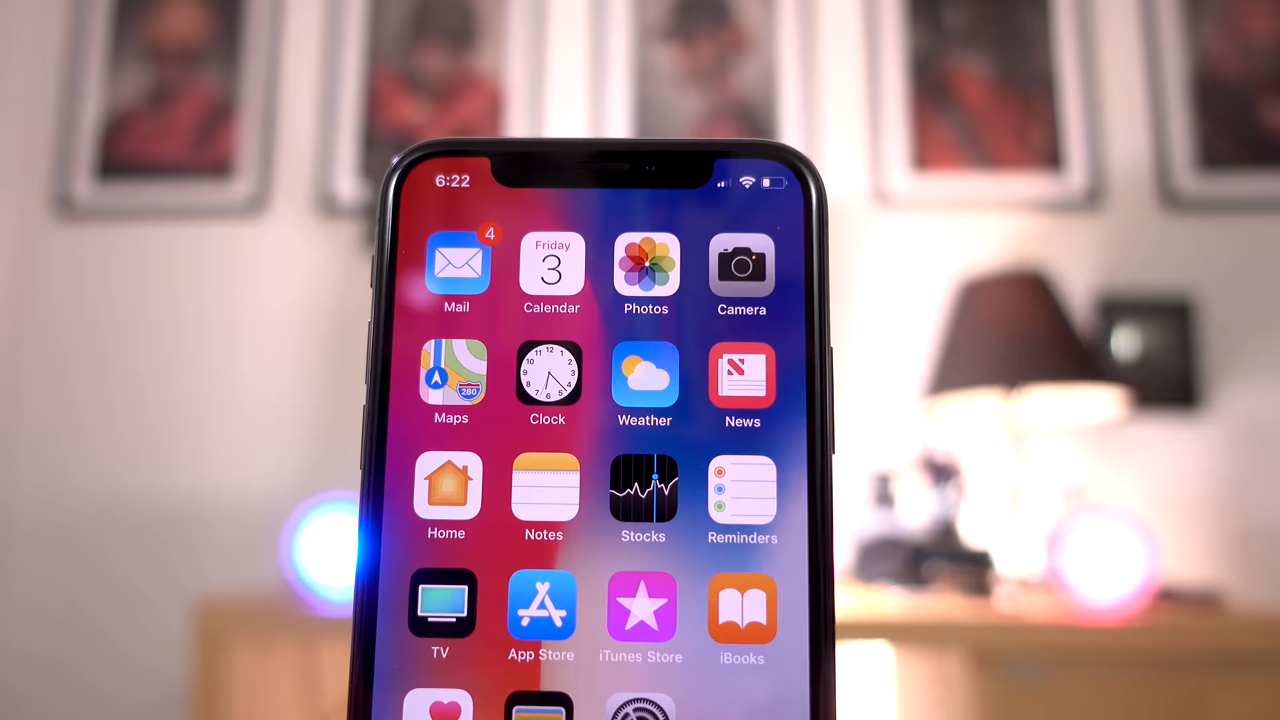 6:22
4
Friday
3
Mail
Calendar
Photos
Camera
280
Maps
Clock
Weather
News
Home
Notes
Stocks
Reminders
TV
App Store
iTunes Store
iBooks